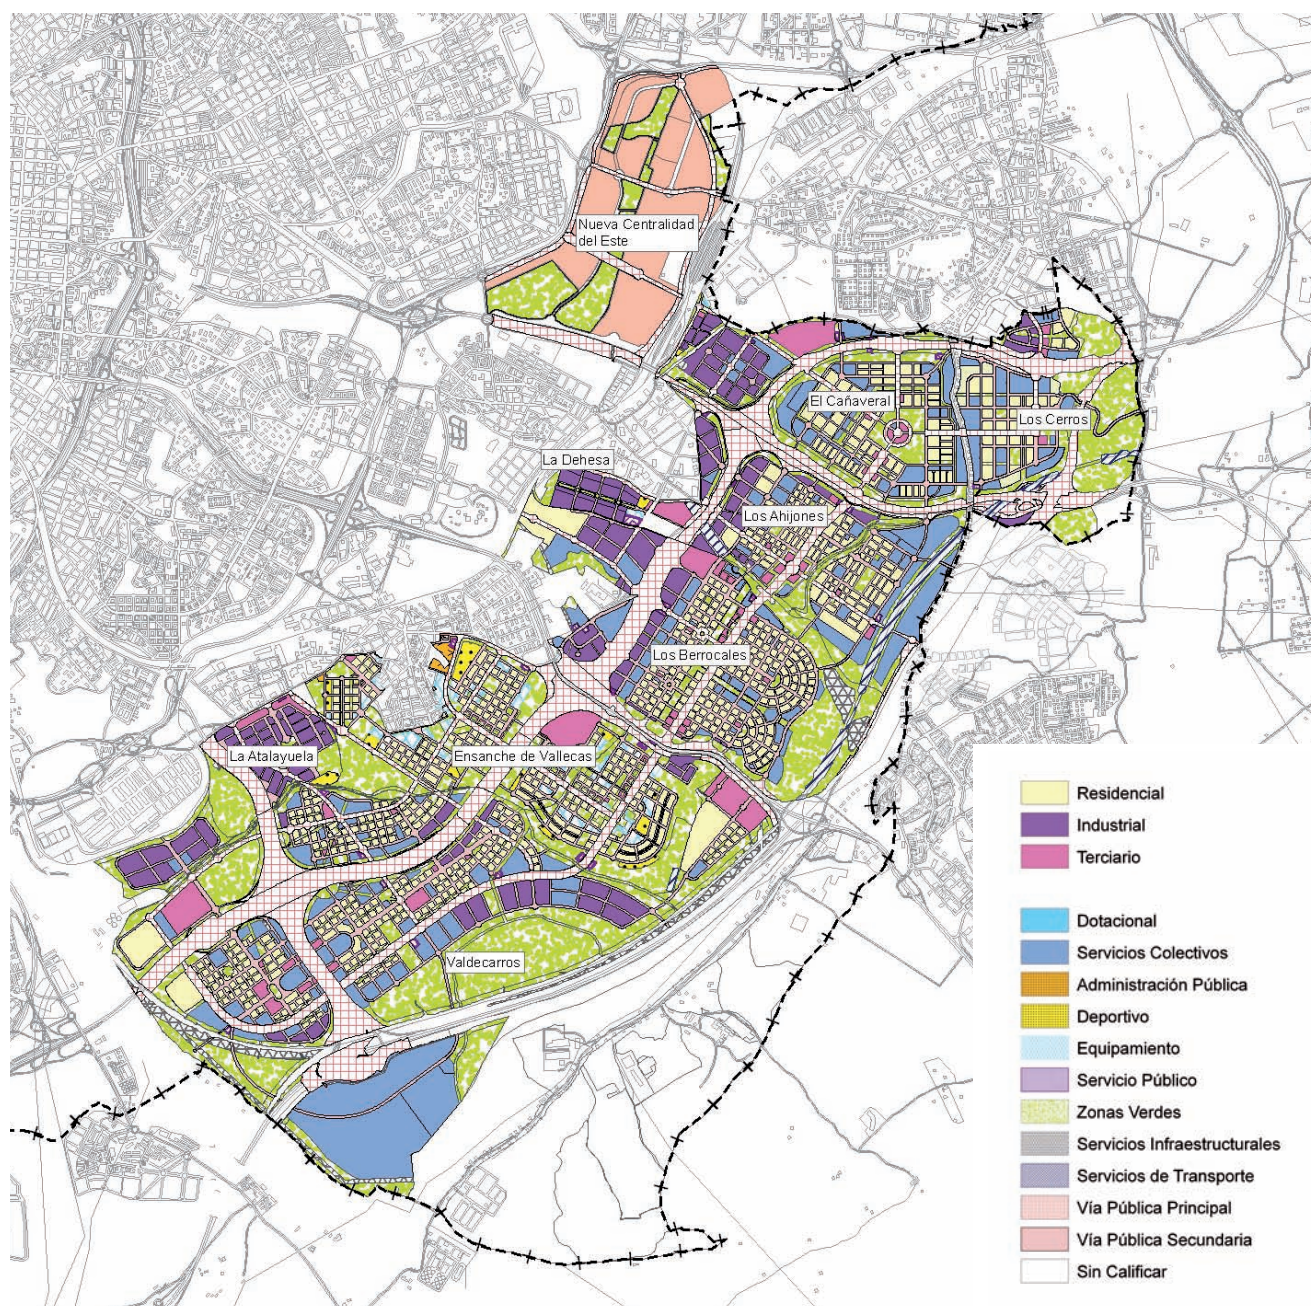 Nueva Centralidad
del Este
El Cañaveral
Los Cerros
La Dehesa
Los Ahijones
Los Berrocales
La Atalayuela
Ensanche de Vallecas
Valdecarros
Residencial
Industrial
Terciario
Dotacional
Servicios Colectivos
Administración Pública
Deportivo
Equipamiento
Servicio Público
Zonas Verdes
Servicios Infraestructurales
Servicios de Transporte
Vía Pública Principal
Vía Pública Secundaria
Sin Calificar